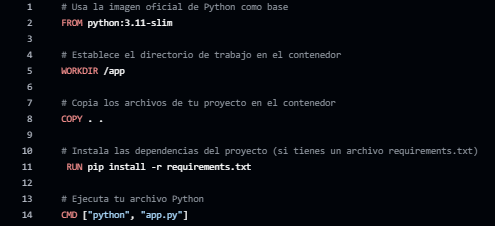 1 # Usa la imagen oficial de Python como base
2 FROM python:3.11-slim
3
4 # Establece el directorio de trabajo en el contenedor
5 WORKDIR /app
6
7 # Copia los archivos de tu proyecto en el contenedor
8 COPY . .
9
10 # Instala las dependencias del proyecto (si tienes un archivo requirements.txt)
11  RUN pip install -r requirements.txt
12
13 # Ejecuta tu archivo Python
14 CMD ["python", "app.py"]